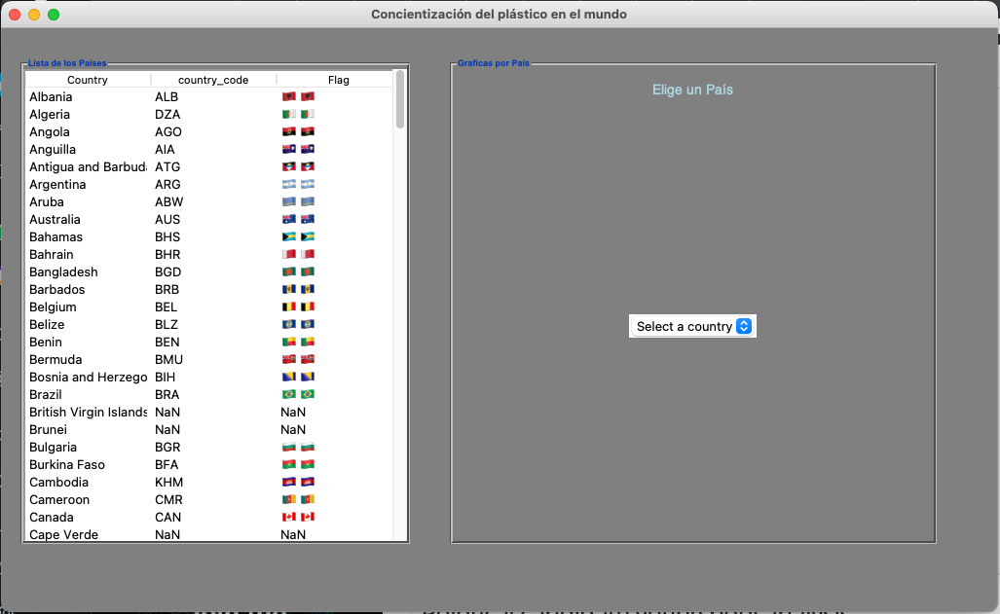 Concientización del plástico en el mundo
Lista de los Paises
Country country_code Flag
Albania ALB
Algeria DZA
Angola AGO
Anguilla AIA
Antigua and Barbud ATG
Argentina ARG
Aruba ABW
Australia AUS
Bahamas BHS
Bahrain BHR
Bangladesh BGD
Barbados BRB
Belgium BEL
Belize BLZ
Benin BEN
Bermuda BMU
Bosnia and Herzego BIH
Brazil BRA
British Virgin Islands NaN NaN
Brunei NaN NaN
Bulgaria BGR
Burkina Faso BFA
Cambodia KHM
Cameroon CMR
Canada CAN
Cape Verde NaN NaN
Graficas por Pais
Elige un País
Select a country